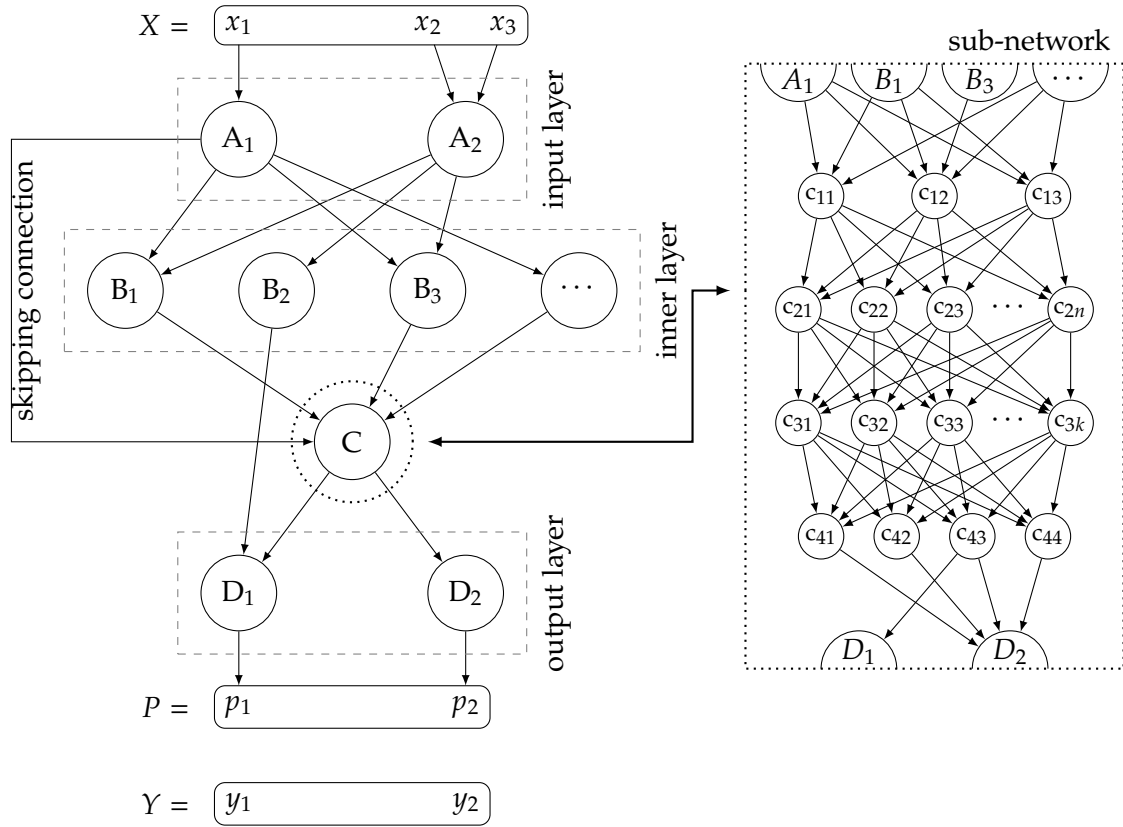 X = x₁ x₂ x₃
A₁ A₂
input layer
skipping connection
B₁ B₂ B₃ ···
inner layer
C
D₁ D₂
output layer
P = p₁ p₂
Y = y₁ y₂
sub-network
A₁ B₁ B₃ ···
c₁₁ c₁₂ c₁₃
c₂₁ c₂₂ c₂₃ ··· c₂ₙ
c₃₁ c₃₂ c₃₃ ··· c₃ₖ
c₄₁ c₄₂ c₄₃ c₄₄
D₁ D₂